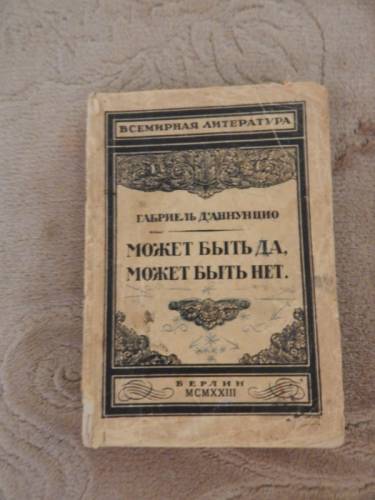 ВСЕМИРНАЯ ЛИТЕРАТУРА
ГАБРИЕЛЬ Д'АННУНЦИО
МОЖЕТ БЫТЬ ДА,
МОЖЕТ БЫТЬ НЕТ.
БЕРЛИН
MCMXXIII